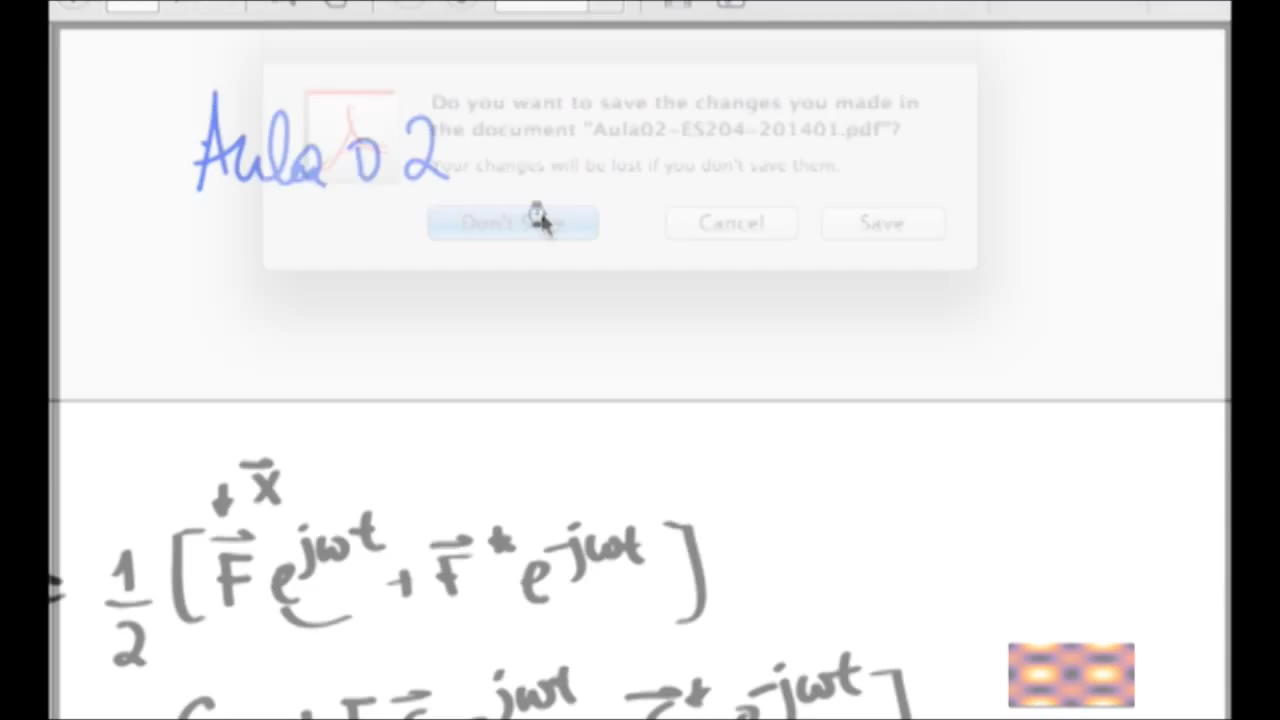 Do you want to save the changes you made in
the document "Aula02-ES204-201401.pdf"?
Your changes will be lost if you don't save them.
Aula 02
Don't Save Cancel Save
x⃗
= 1/2 [F⃗ e^{jωt} + F⃗* e^{-jωt}]
e^{-jωt}]